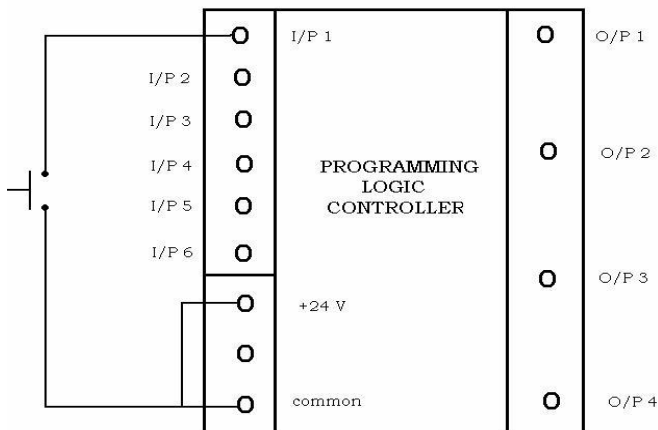 I/P 1
I/P 2
I/P 3
I/P 4
I/P 5
I/P 6
+24 V
common
PROGRAMMING
LOGIC
CONTROLLER
O/P 1
O/P 2
O/P 3
O/P 4